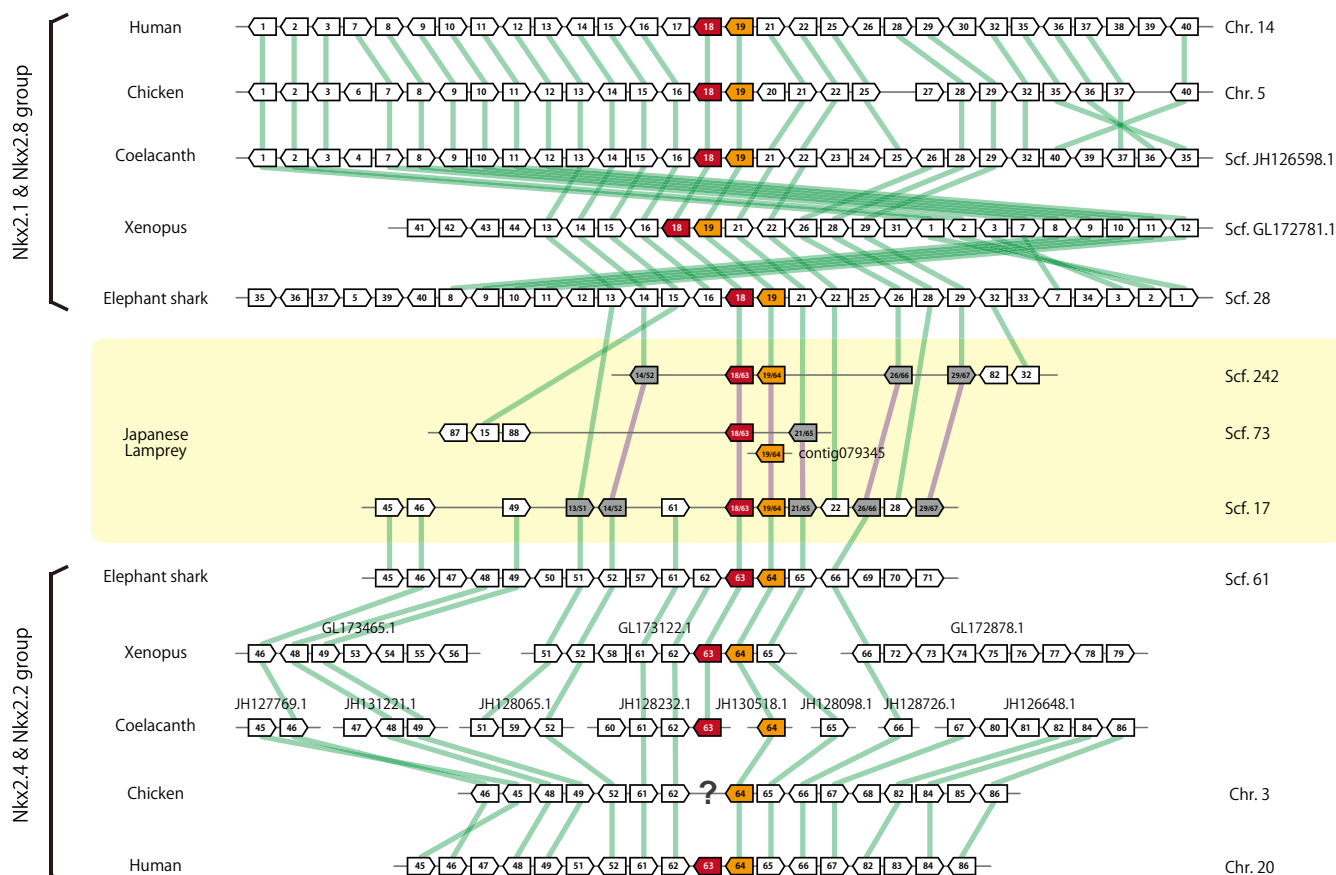 Nkx2.1 & Nkx2.8 group
Human 1 2 3 7 8 9 10 11 12 13 14 15 16 17 18 19 21 22 25 26 28 29 30 32 35 36 37 38 39 40 Chr. 14
Chicken 1 2 3 6 7 8 9 10 11 12 13 14 15 16 18 19 20 21 22 25 27 28 29 32 35 36 37 40 Chr. 5
Coelacanth 1 2 3 4 7 8 9 10 11 12 13 14 15 16 18 19 21 22 23 24 25 26 28 29 32 40 39 37 36 35 Scf. JH126598.1
Xenopus 41 42 43 44 13 14 15 16 18 19 21 22 26 28 29 31 1 2 3 7 8 9 10 11 12 Scf. GL172781.1
Elephant shark 35 36 37 5 39 40 8 9 10 11 12 13 14 15 16 18 19 21 22 25 26 28 29 32 33 7 34 3 2 1 Scf. 28
Japanese
Lamprey
14/52 18/63 19/64 26/66 29/67 82 32 Scf. 242
87 15 88 18/63 21/65 Scf. 73
19/64 contig079345
45 46 49 13/51 14/52 61 18/63 19/64 21/65 22 26/66 28 29/67 Scf. 17
Nkx2.4 & Nkx2.2 group
Elephant shark 45 46 47 48 49 50 51 52 57 61 62 63 64 65 66 69 70 71 Scf. 61
GL173465.1 GL173122.1 GL172878.1
Xenopus 46 48 49 53 54 55 56 51 52 58 61 62 63 64 65 66 72 73 74 75 76 77 78 79
JH127769.1 JH131221.1 JH128065.1 JH128232.1 JH130518.1 JH128098.1 JH128726.1 JH126648.1
Coelacanth 45 46 47 48 49 51 59 52 60 61 62 63 64 65 66 67 80 81 82 84 86
Chicken 46 45 48 49 52 61 62 ? 64 65 66 67 68 82 84 85 86 Chr. 3
Human 45 46 47 48 49 51 52 61 62 63 64 65 66 67 82 83 84 86 Chr. 20